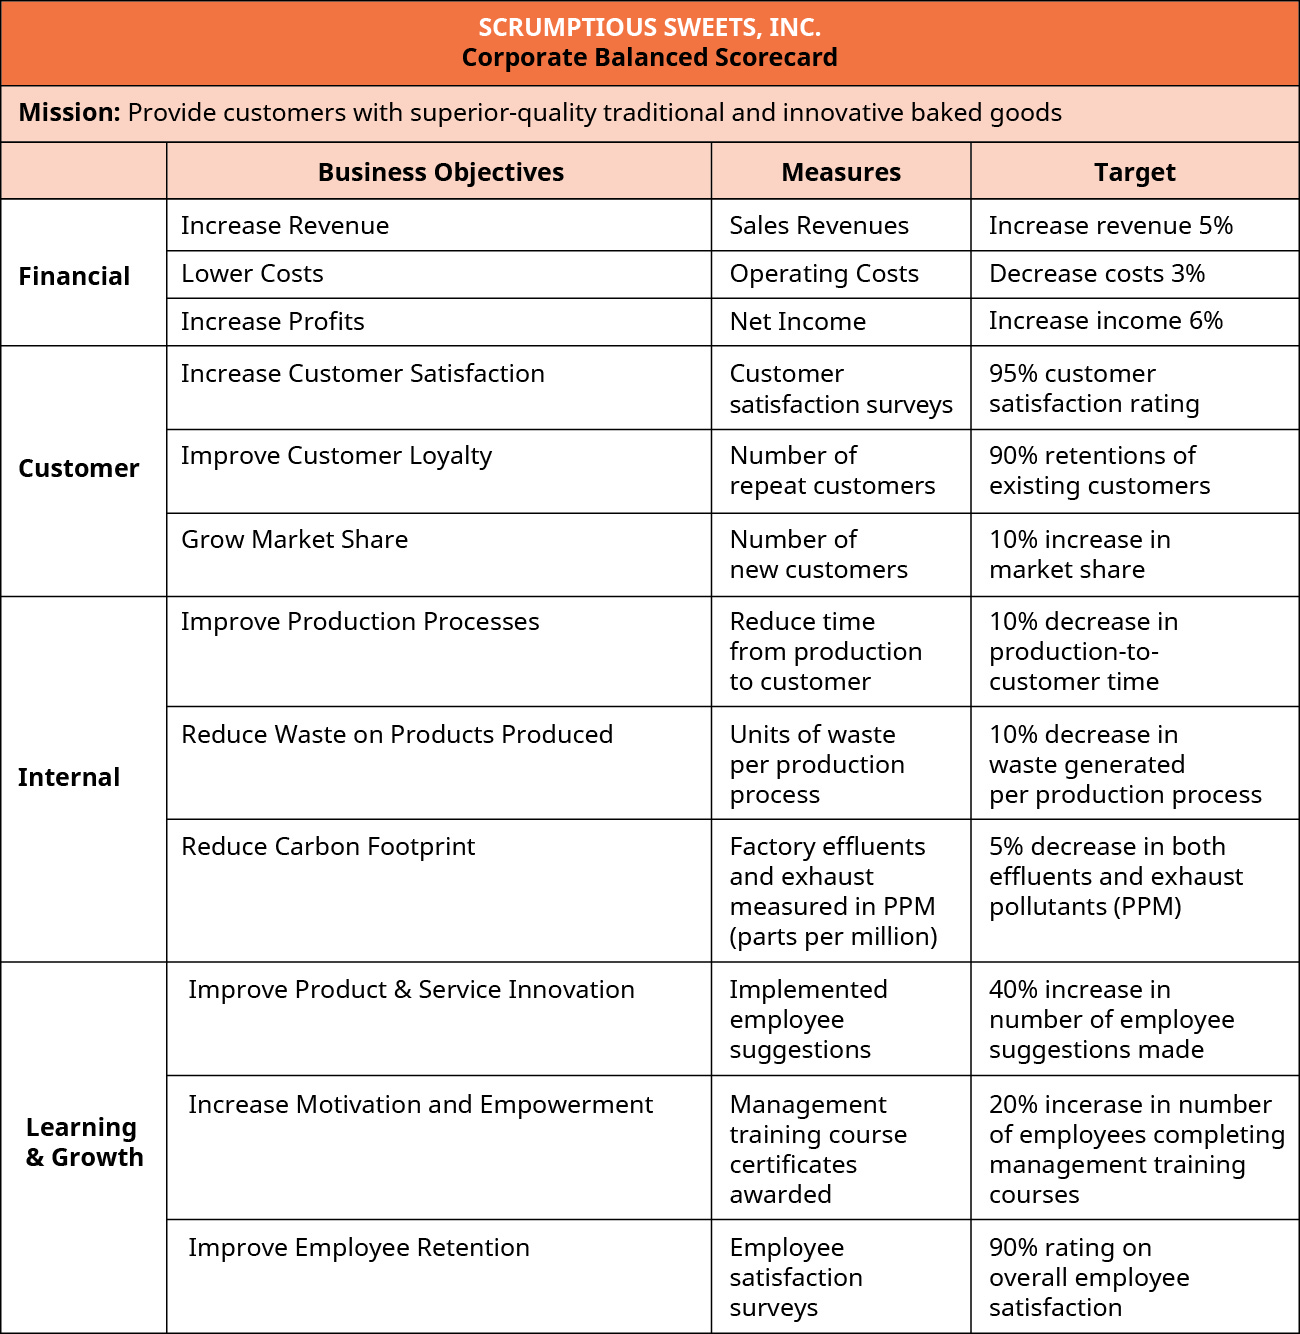 SCRUMPTIOUS SWEETS, INC.
Corporate Balanced Scorecard
Mission: Provide customers with superior-quality traditional and innovative baked goods
Business Objectives
Measures
Target
Financial
Increase Revenue
Sales Revenues
Increase revenue 5%
Lower Costs
Operating Costs
Decrease costs 3%
Increase Profits
Net Income
Increase income 6%
Customer
Increase Customer Satisfaction
Customer
satisfaction surveys
95% customer
satisfaction rating
Improve Customer Loyalty
Number of
repeat customers
90% retentions of
existing customers
Grow Market Share
Number of
new customers
10% increase in
market share
Internal
Improve Production Processes
Reduce time
from production
to customer
10% decrease in
production-to-
customer time
Reduce Waste on Products Produced
Units of waste
per production
process
10% decrease in
waste generated
per production process
Reduce Carbon Footprint
Factory effluents
and exhaust
measured in PPM
(parts per million)
5% decrease in both
effluents and exhaust
pollutants (PPM)
Learning
& Growth
Improve Product & Service Innovation
Implemented
employee
suggestions
40% increase in
number of employee
suggestions made
Increase Motivation and Empowerment
Management
training course
certificates
awarded
20% incerase in number
of employees completing
management training
courses
Improve Employee Retention
Employee
satisfaction
surveys
90% rating on
overall employee
satisfaction